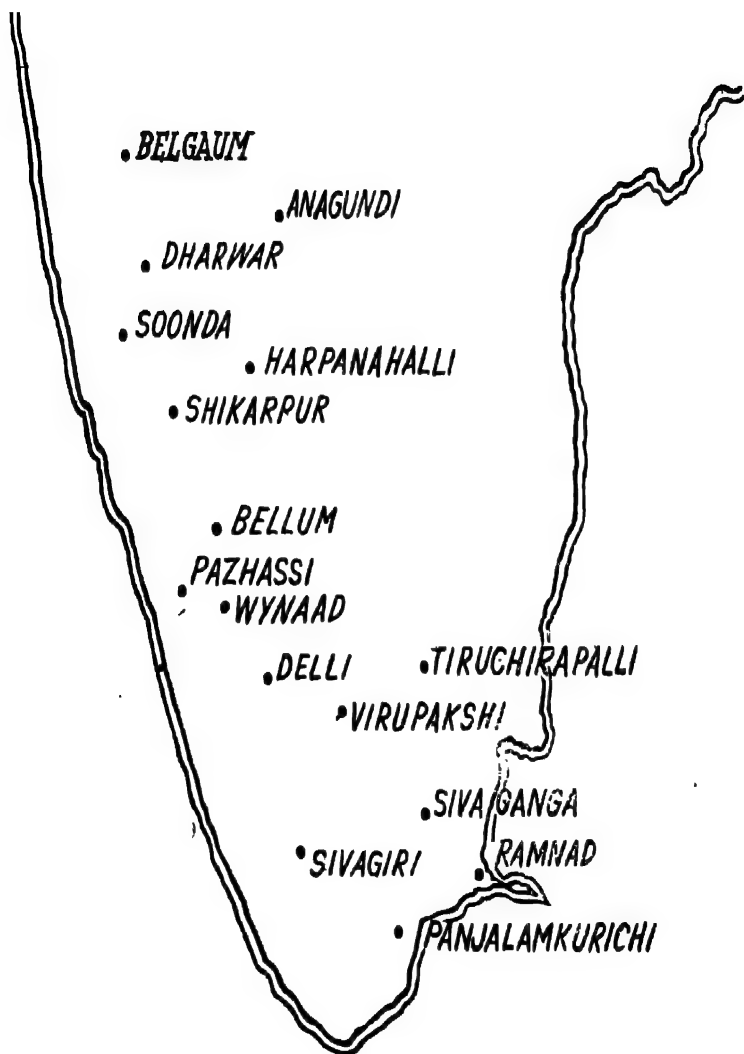 BELGAUM
ANAGUNDI
DHARWAR
SOONDA
HARPANAHALLI
SHIKARPUR
BELLUM
PAZHASSI
WYNAAD
DELLI
TIRUCHIRAPALLI
VIRUPAKSHI
SIVAGANGA
SIVAGIRI
RAMNAD
PANJALAMKURICHI